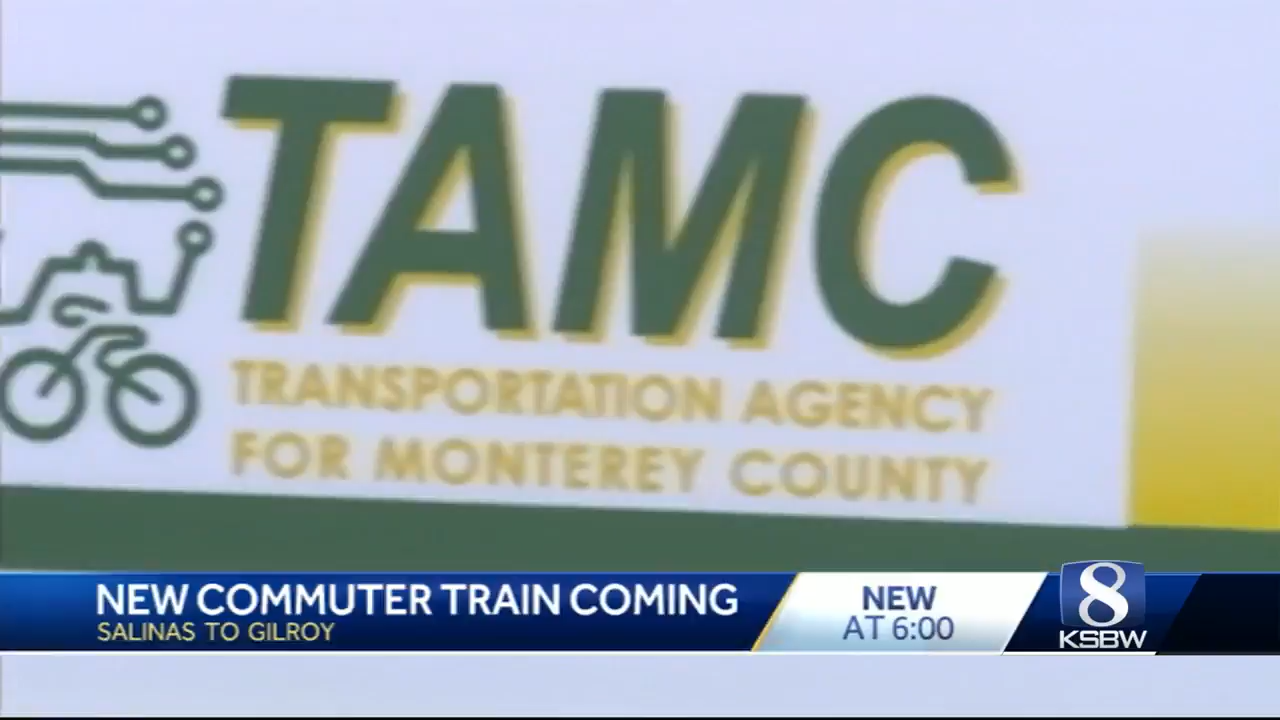 TAMC
TRANSPORTATION AGENCY
FOR MONTEREY COUNTY
NEW COMMUTER TRAIN COMING
SALINAS TO GILROY
NEW
AT 6:00
8
KSBW